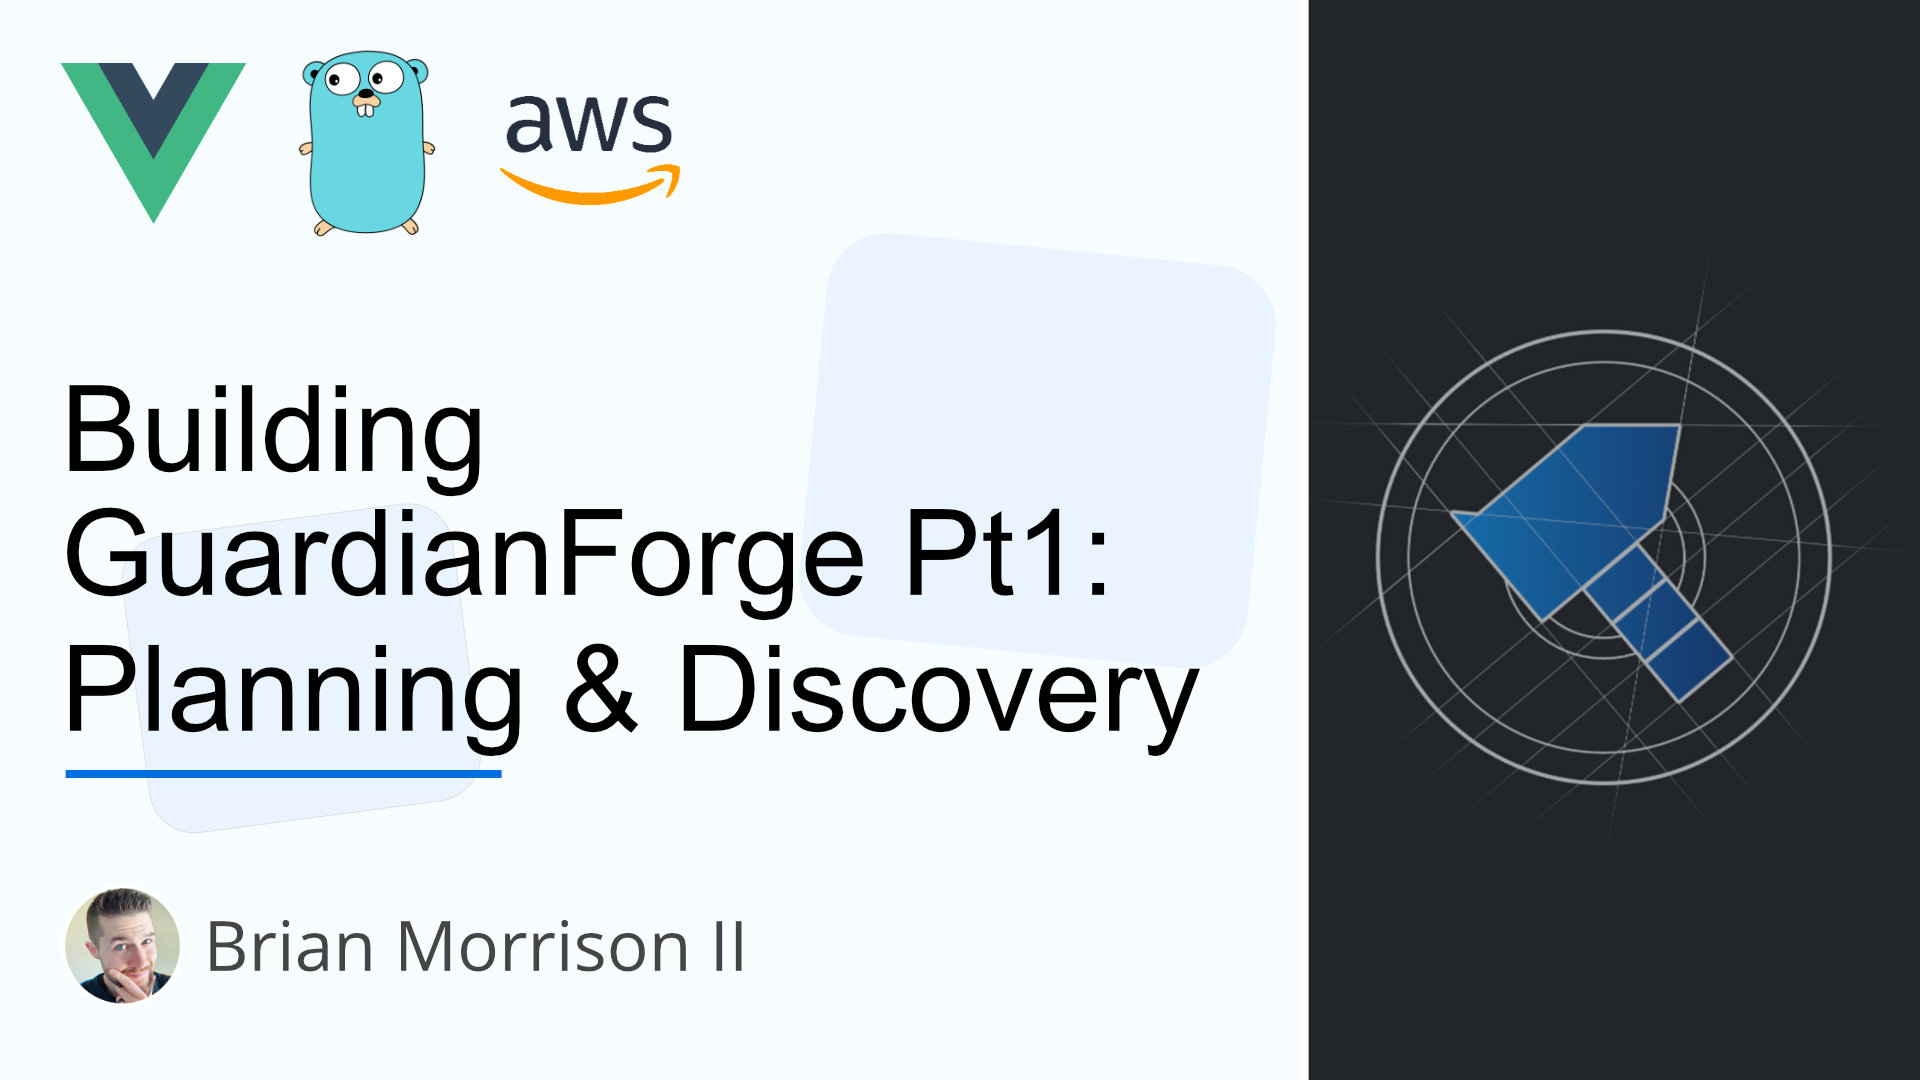 aws
Building
GuardianForge Pt1:
Planning & Discovery
Brian Morrison II